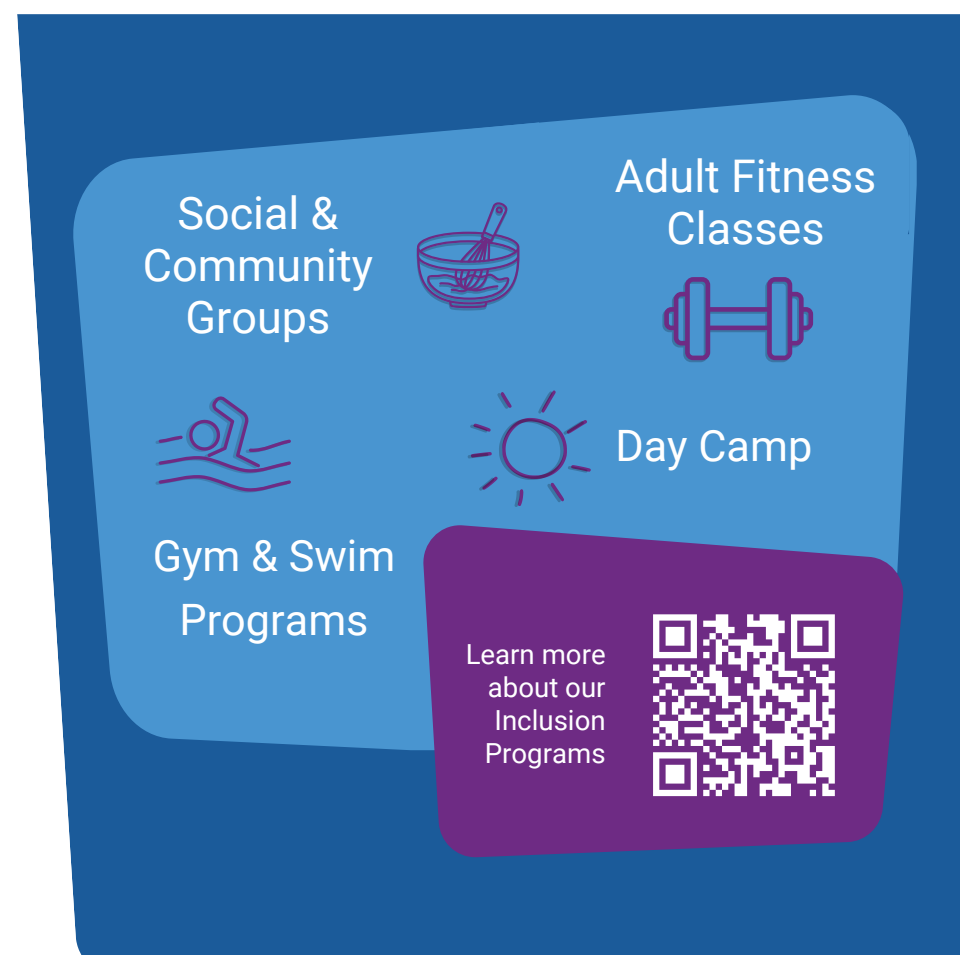 Social &
Community
Groups
Adult Fitness
Classes
Day Camp
Gym & Swim
Programs
Learn more
about our
Inclusion
Programs